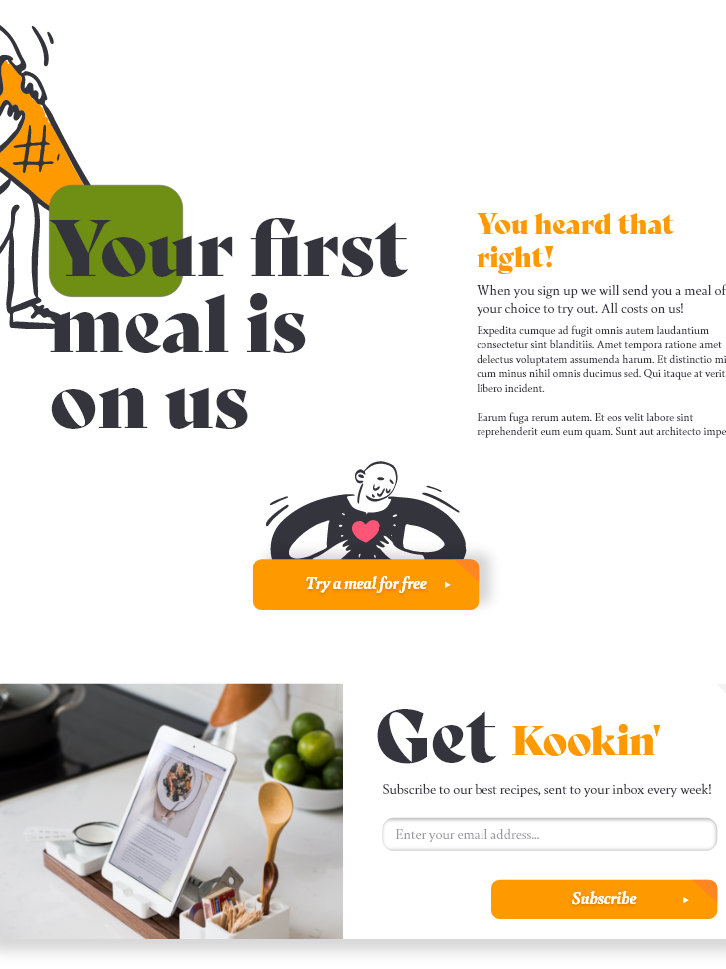 #
Your first
meal is
on us
You heard that
right!
When you sign up we will send you a meal of
your choice to try out. All costs on us!
Expedita cumque ad fugit omnis autem laudantium
consectetur sint blanditiis. Amet tempora ratione amet
delectus voluptatem assumenda harum. Et distinctio mi
cum minus nihil omnis ducimus sed. Qui itaque at verit
libero incident.
Earum fuga rerum autem. Et eos velit labore sint
reprehenderit eum eum quam. Sunt aut architecto impe
Try a meal for free
Get Kookin'
Subscribe to our best recipes, sent to your inbox every week!
Enter your email address...
Subscribe